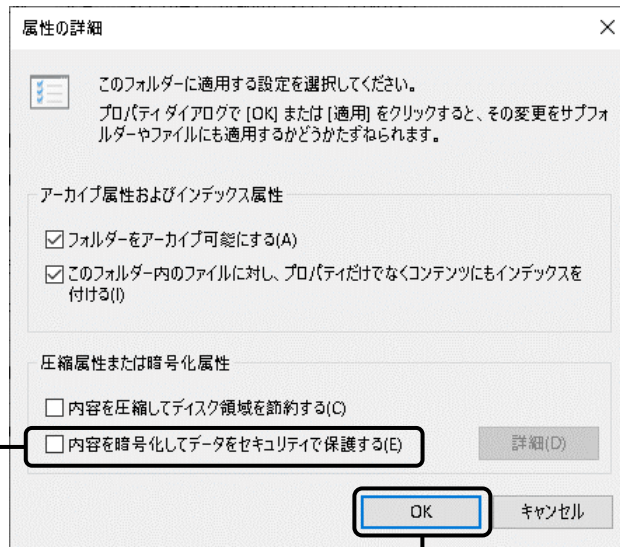 属性の詳細
このフォルダーに適用する設定を選択してください。
プロパティ ダイアログで [OK] または [適用] をクリックすると、その変更をサブフォ
ルダーやファイルにも適用するかどうかたずねられます。
アーカイブ属性およびインデックス属性
フォルダーをアーカイブ可能にする(A)
このフォルダー内のファイルに対し、プロパティだけでなくコンテンツにもインデックスを
付ける(I)
圧縮属性または暗号化属性
内容を圧縮してディスク領域を節約する(C)
内容を暗号化してデータをセキュリティで保護する(E)
詳細(D)
OK
キャンセル